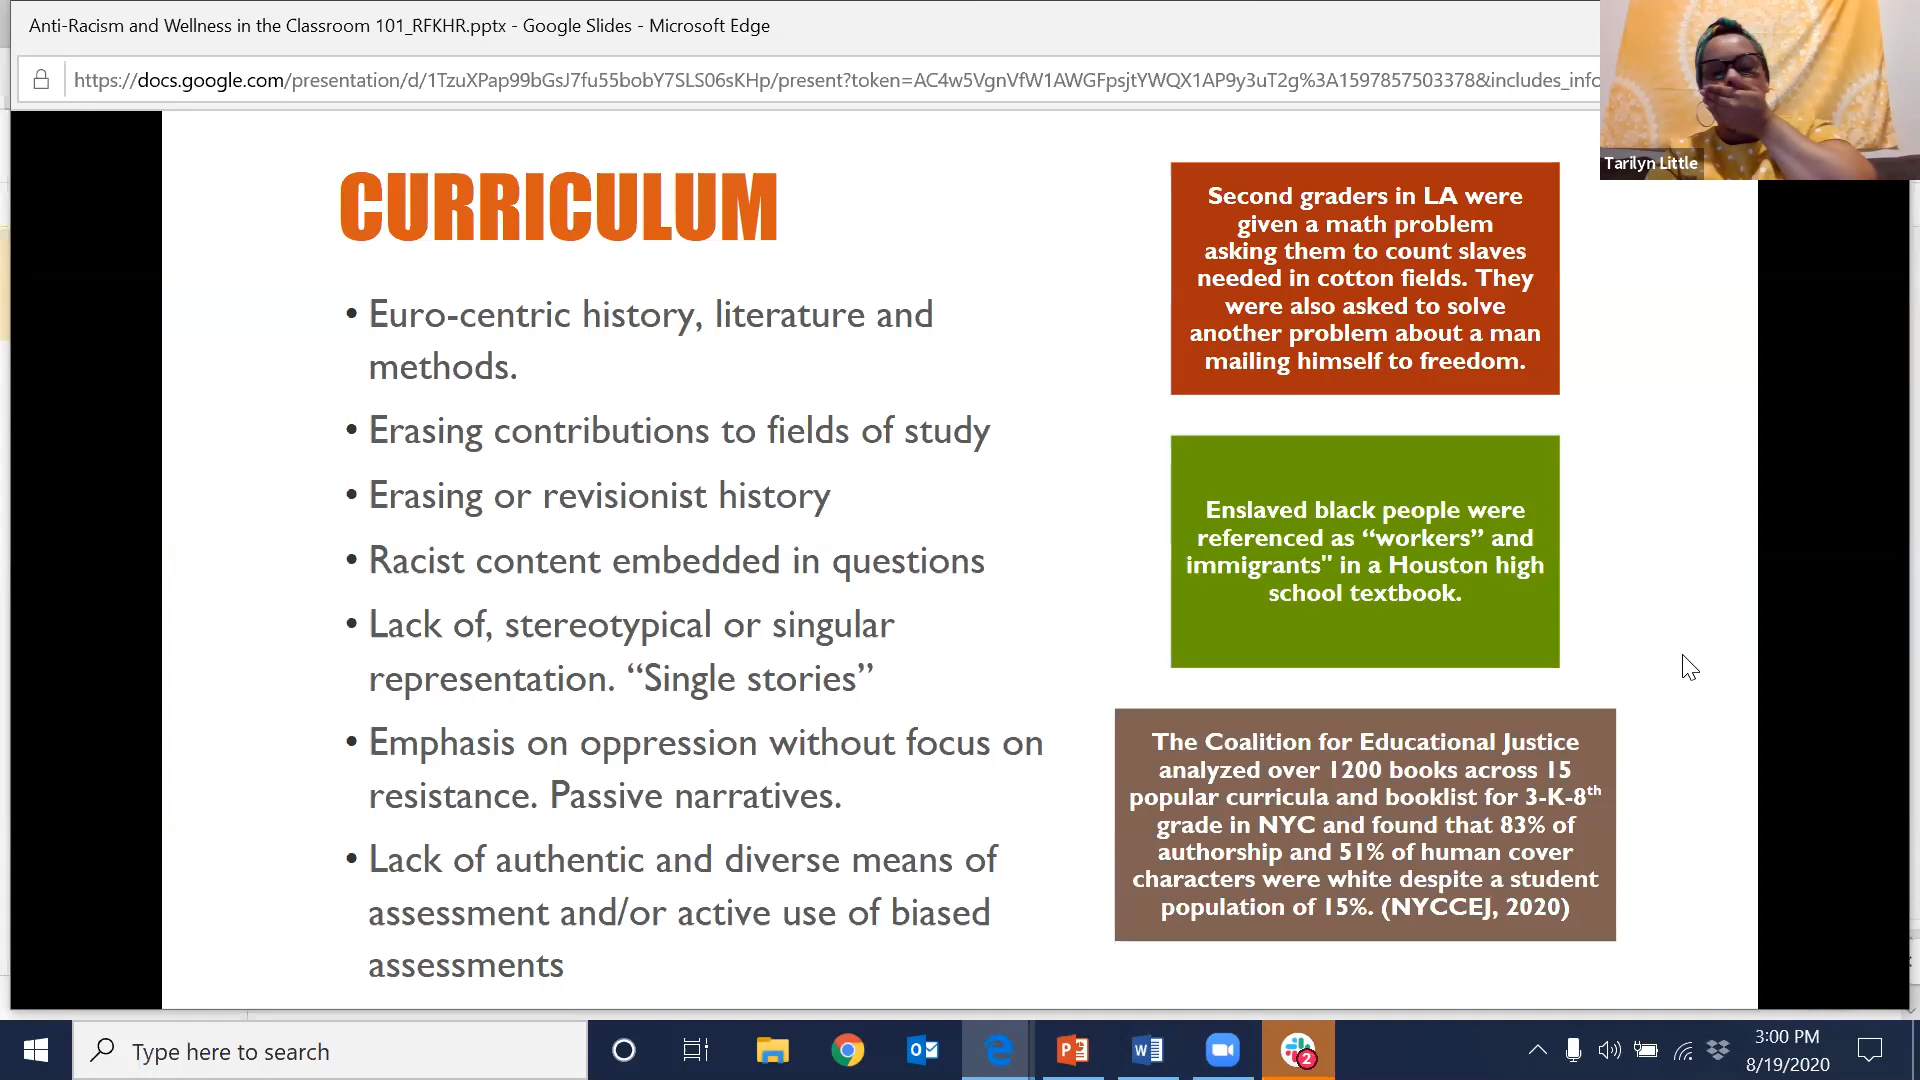 Anti-Racism and Wellness in the Classroom 101_RFKHR.pptx - Google Slides - Microsoft Edge
https://docs.google.com/presentation/d/1TzuXPap99bGsJ7fu55bobY7SLS06sKHp/present?token=AC4w5VgnVfW1AWGFpsjtYWQX1AP9y3uT2g%3A1597857503378&includes_info
Tarilyn Little
CURRICULUM
• Euro-centric history, literature and
methods.
• Erasing contributions to fields of study
• Erasing or revisionist history
• Racist content embedded in questions
• Lack of, stereotypical or singular
representation. “Single stories”
• Emphasis on oppression without focus on
resistance. Passive narratives.
• Lack of authentic and diverse means of
assessment and/or active use of biased
assessments
Second graders in LA were
given a math problem
asking them to count slaves
needed in cotton fields. They
were also asked to solve
another problem about a man
mailing himself to freedom.
Enslaved black people were
referenced as “workers” and
immigrants" in a Houston high
school textbook.
The Coalition for Educational Justice
analyzed over 1200 books across 15
popular curricula and booklist for 3-K-8th
grade in NYC and found that 83% of
authorship and 51% of human cover
characters were white despite a student
population of 15%. (NYCCEJ, 2020)
Type here to search
2
3:00 PM
8/19/2020